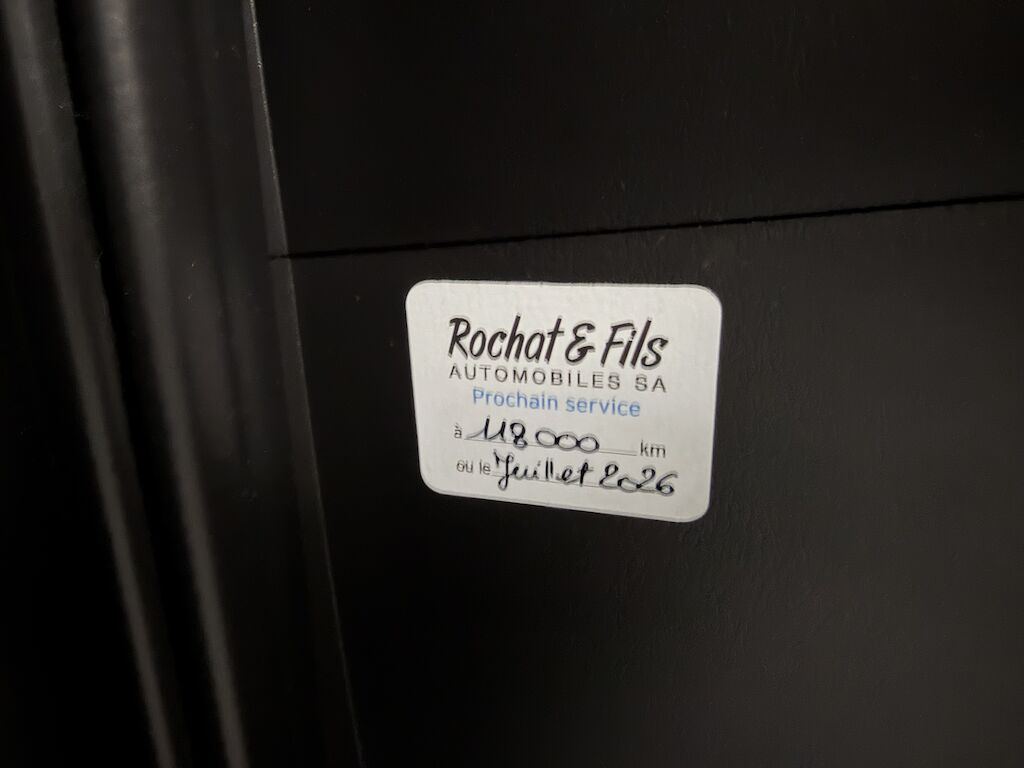 Rochat & Fils
AUTOMOBILES SA
Prochain service
à 118 000 km
ou le Juillet 2026